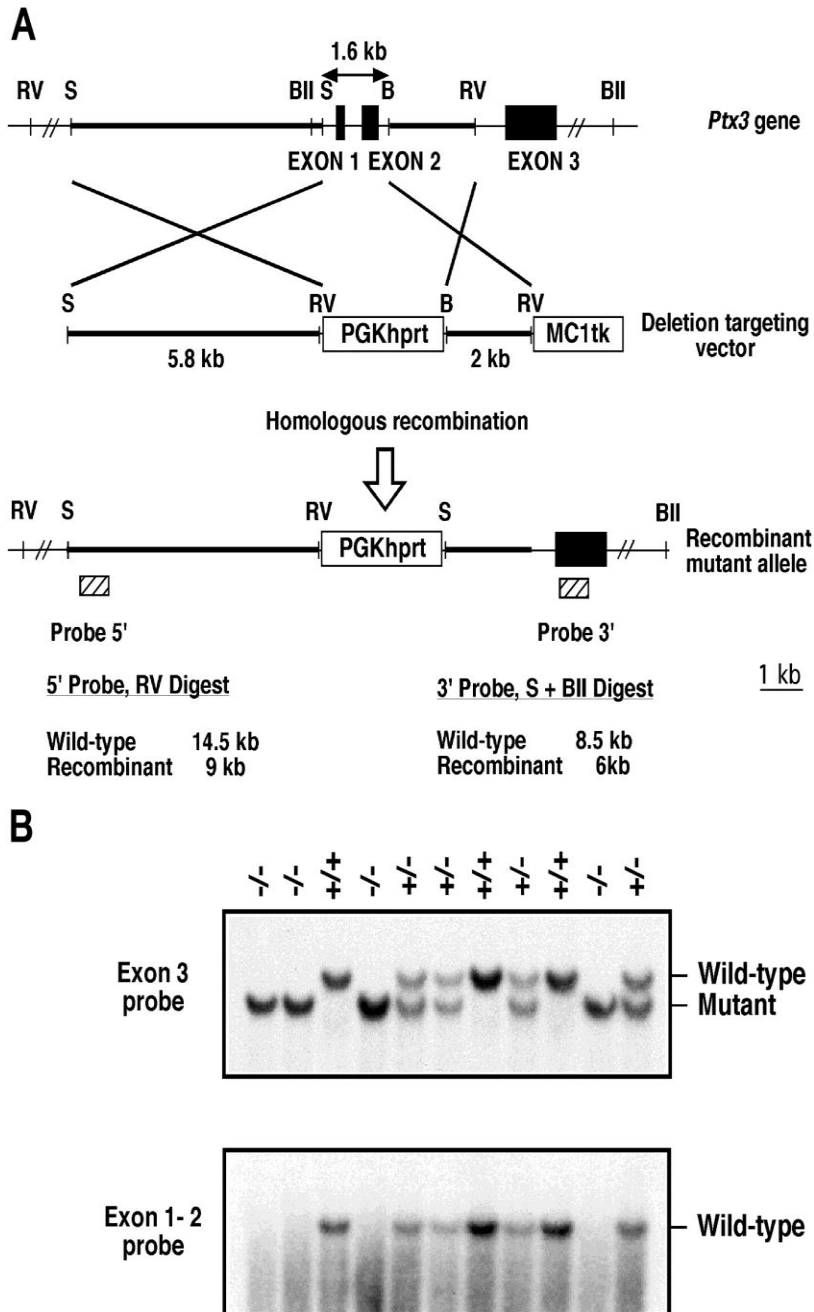 A
1.6 kb
RV S BII S B RV BII
Ptx3 gene
EXON 1 EXON 2 EXON 3
S RV B RV
PGKhprt MC1tk
Deletion targeting
vector
5.8 kb 2 kb
Homologous recombination
RV S RV S BII
PGKhprt
Recombinant
mutant allele
Probe 5' Probe 3'
1 kb
5' Probe, RV Digest
Wild-type 14.5 kb
Recombinant 9 kb
3' Probe, S + BII Digest
Wild-type 8.5 kb
Recombinant 6kb
B
-/- -/- +/+ -/- +/- +/- +/+ +/- +/+ -/- +/-
Exon 3
probe
Wild-type
Mutant
Exon 1-2
probe
Wild-type